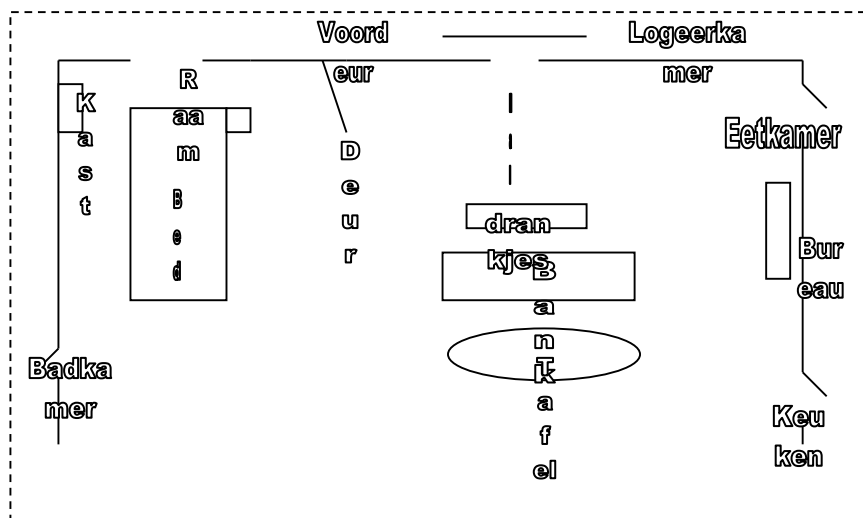 Voord
eur
Logeerka
mer
R
aa
m
K
a
s
t
B
e
d
D
e
u
r
Eetkamer
dran
kjes
B
a
n
k
T
a
f
el
Bur
eau
Badka
mer
Keu
ken